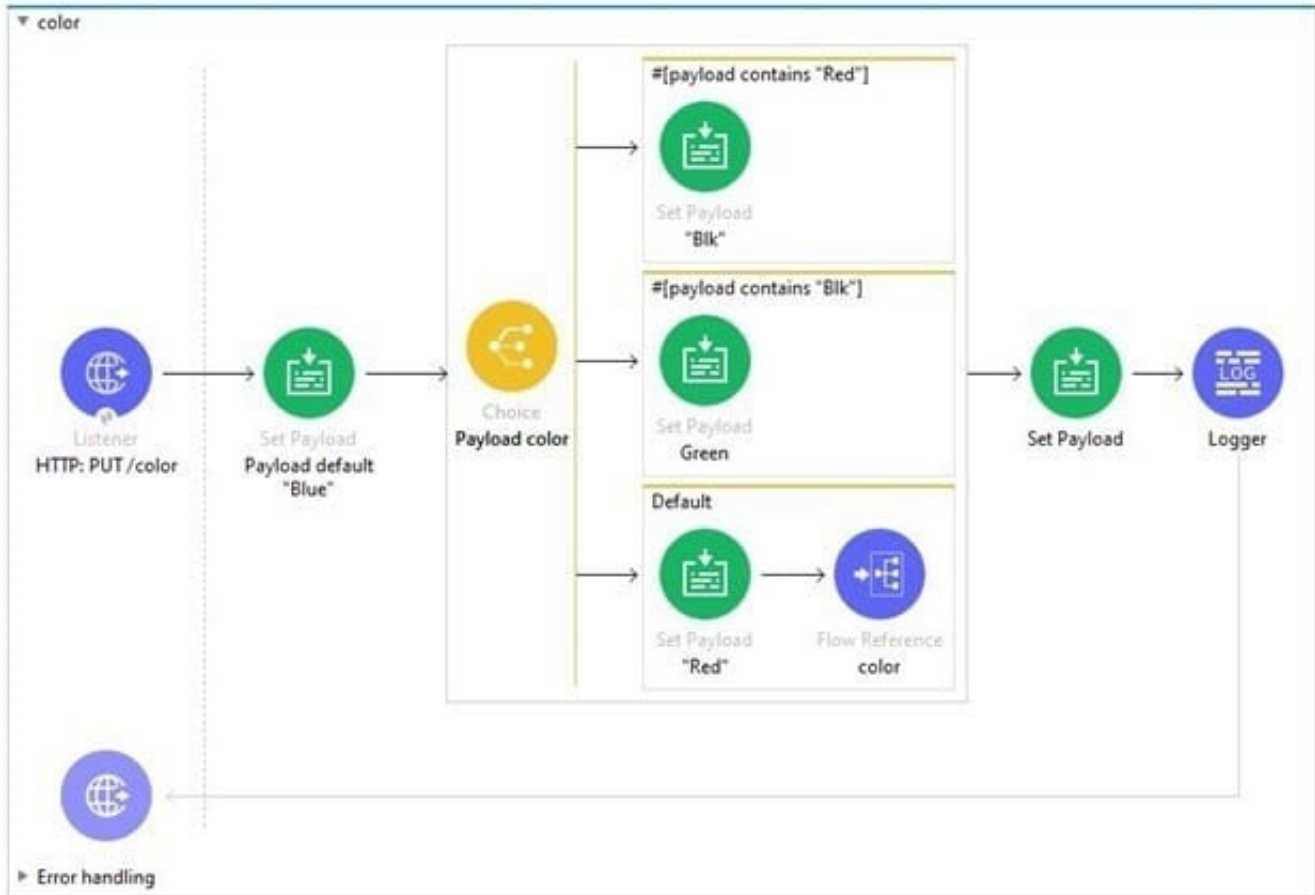 color
#[payload contains "Red"]
Set Payload
"Blk"
#[payload contains "Blk"]
Set Payload
Green
Default
Set Payload
"Red"
Flow Reference
color
Choice
Payload color
Listener
HTTP: PUT /color
Set Payload
Payload default
"Blue"
Set Payload
LOG
Logger
Error handling